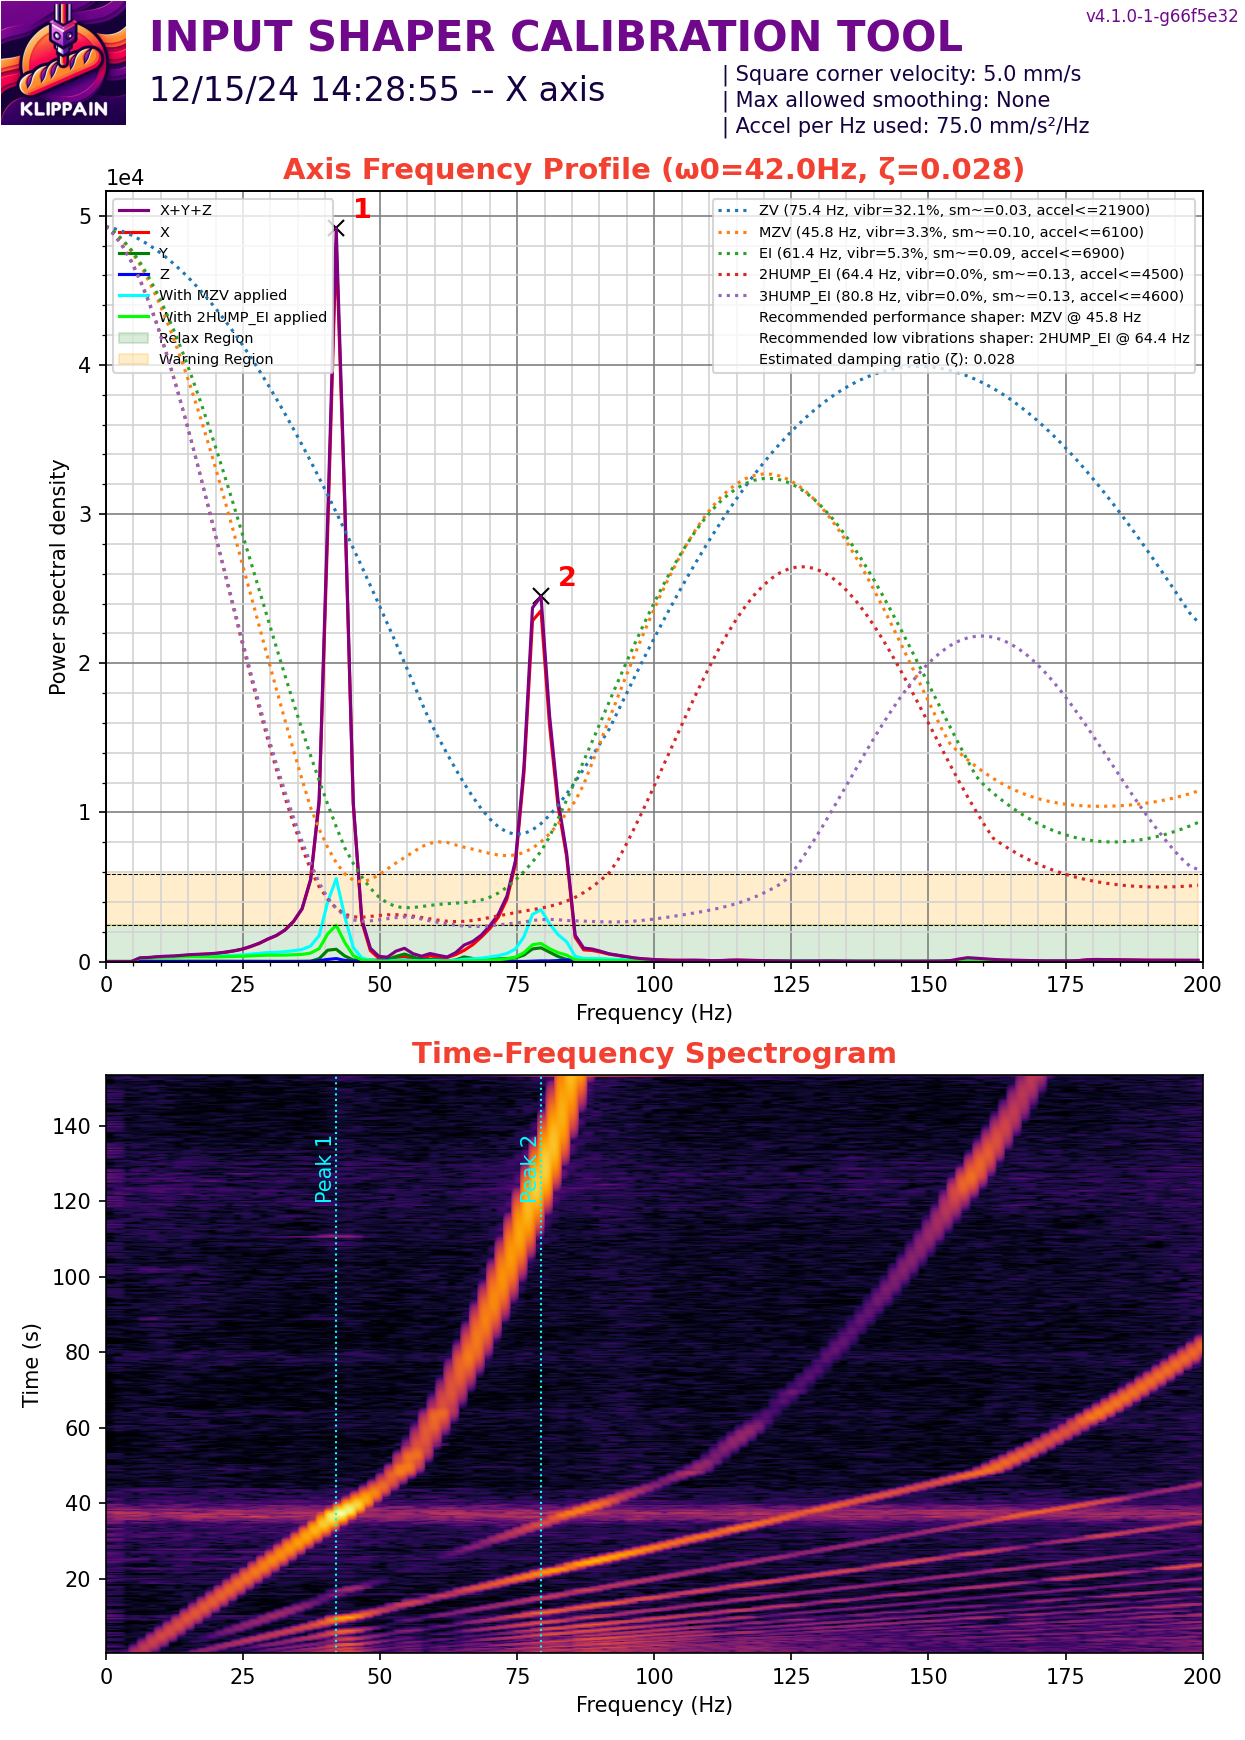 v4.1.0-1-g66f5e32
INPUT SHAPER CALIBRATION TOOL
12/15/24 14:28:55 -- X axis
| Square corner velocity: 5.0 mm/s
| Max allowed smoothing: None
| Accel per Hz used: 75.0 mm/s²/Hz
KLIPPAIN
Axis Frequency Profile (ω0=42.0Hz, ζ=0.028)
1e4
X+Y+Z
X
Y
Z
With MZV applied
With 2HUMP_EI applied
Relax Region
Warning Region
1
2
ZV (75.4 Hz, vibr=32.1%, sm~=0.03, accel<=21900)
MZV (45.8 Hz, vibr=3.3%, sm~=0.10, accel<=6100)
EI (61.4 Hz, vibr=5.3%, sm~=0.09, accel<=6900)
2HUMP_EI (64.4 Hz, vibr=0.0%, sm~=0.13, accel<=4500)
3HUMP_EI (80.8 Hz, vibr=0.0%, sm~=0.13, accel<=4600)
Recommended performance shaper: MZV @ 45.8 Hz
Recommended low vibrations shaper: 2HUMP_EI @ 64.4 Hz
Estimated damping ratio (ζ): 0.028
Power spectral density
5
4
3
2
1
0
0 25 50 75 100 125 150 175 200
Frequency (Hz)
Time-Frequency Spectrogram
Peak 1
Peak 2
Time (s)
140
120
100
80
60
40
20
0 25 50 75 100 125 150 175 200
Frequency (Hz)